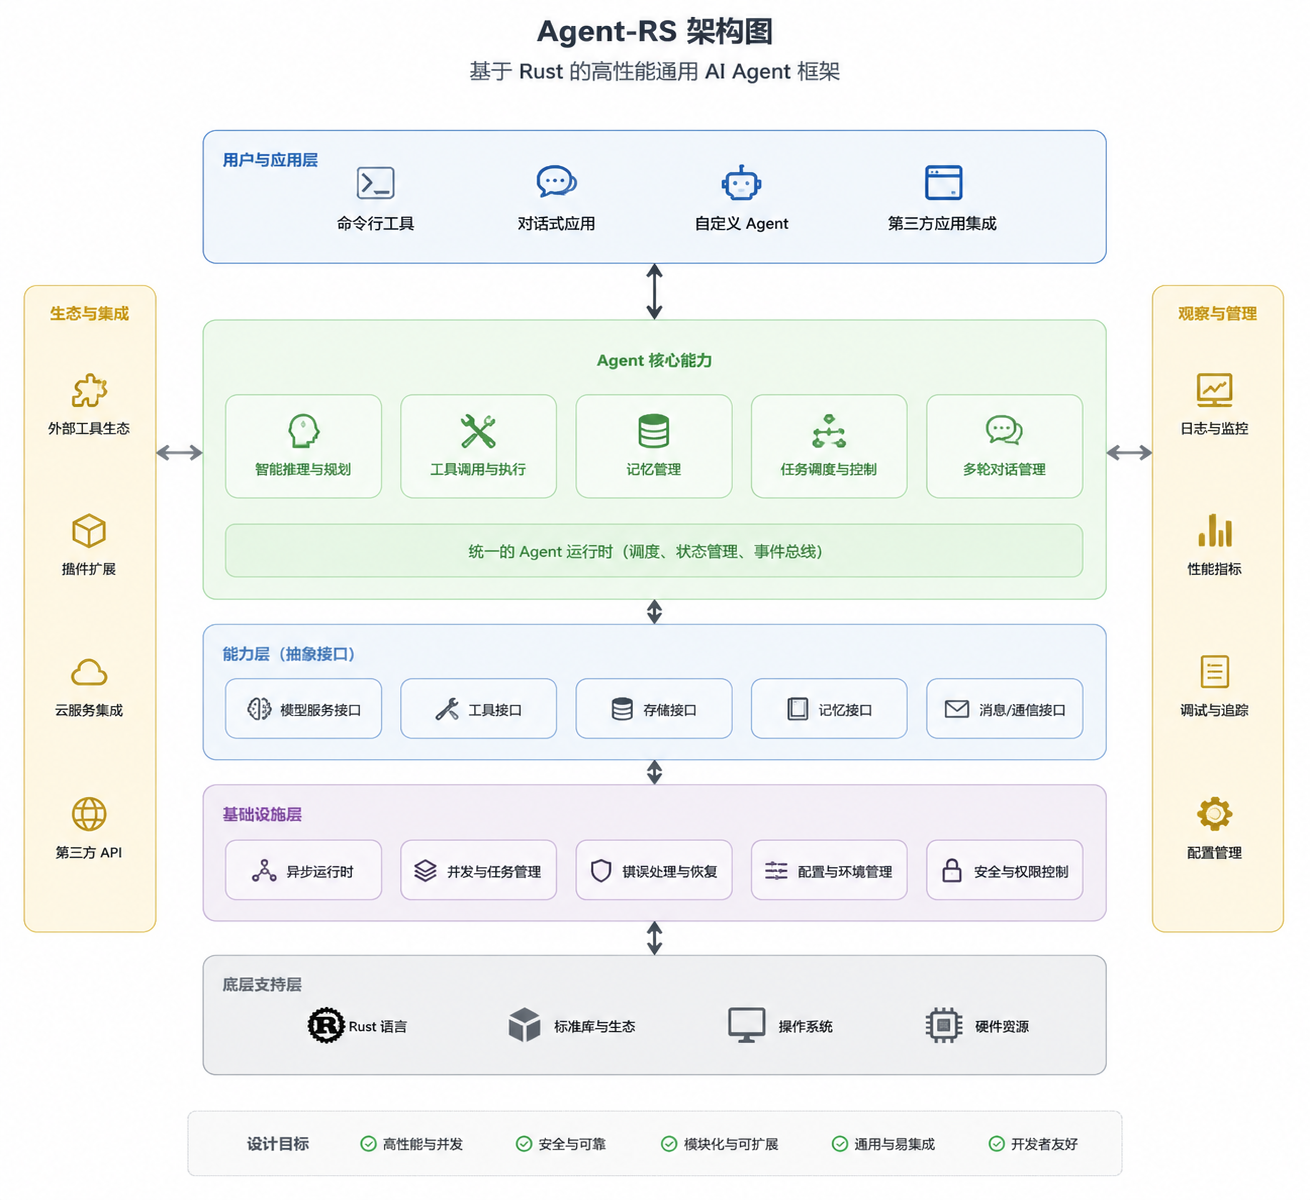 Agent-RS 架构图
基于 Rust 的高性能通用 AI Agent 框架
用户与应用层
命令行工具
对话式应用
自定义 Agent
第三方应用集成
生态与集成
外部工具生态
插件扩展
云服务集成
第三方 API
Agent 核心能力
智能推理与规划
工具调用与执行
记忆管理
任务调度与控制
多轮对话管理
统一的 Agent 运行时（调度、状态管理、事件总线）
观察与管理
日志与监控
性能指标
调试与追踪
配置管理
能力层（抽象接口）
模型服务接口
工具接口
存储接口
记忆接口
消息/通信接口
基础设施层
异步运行时
并发与任务管理
错误处理与恢复
配置与环境管理
安全与权限控制
底层支持层
Rust 语言
标准库与生态
操作系统
硬件资源
设计目标
高性能与并发
安全与可靠
模块化与可扩展
通用与易集成
开发者友好